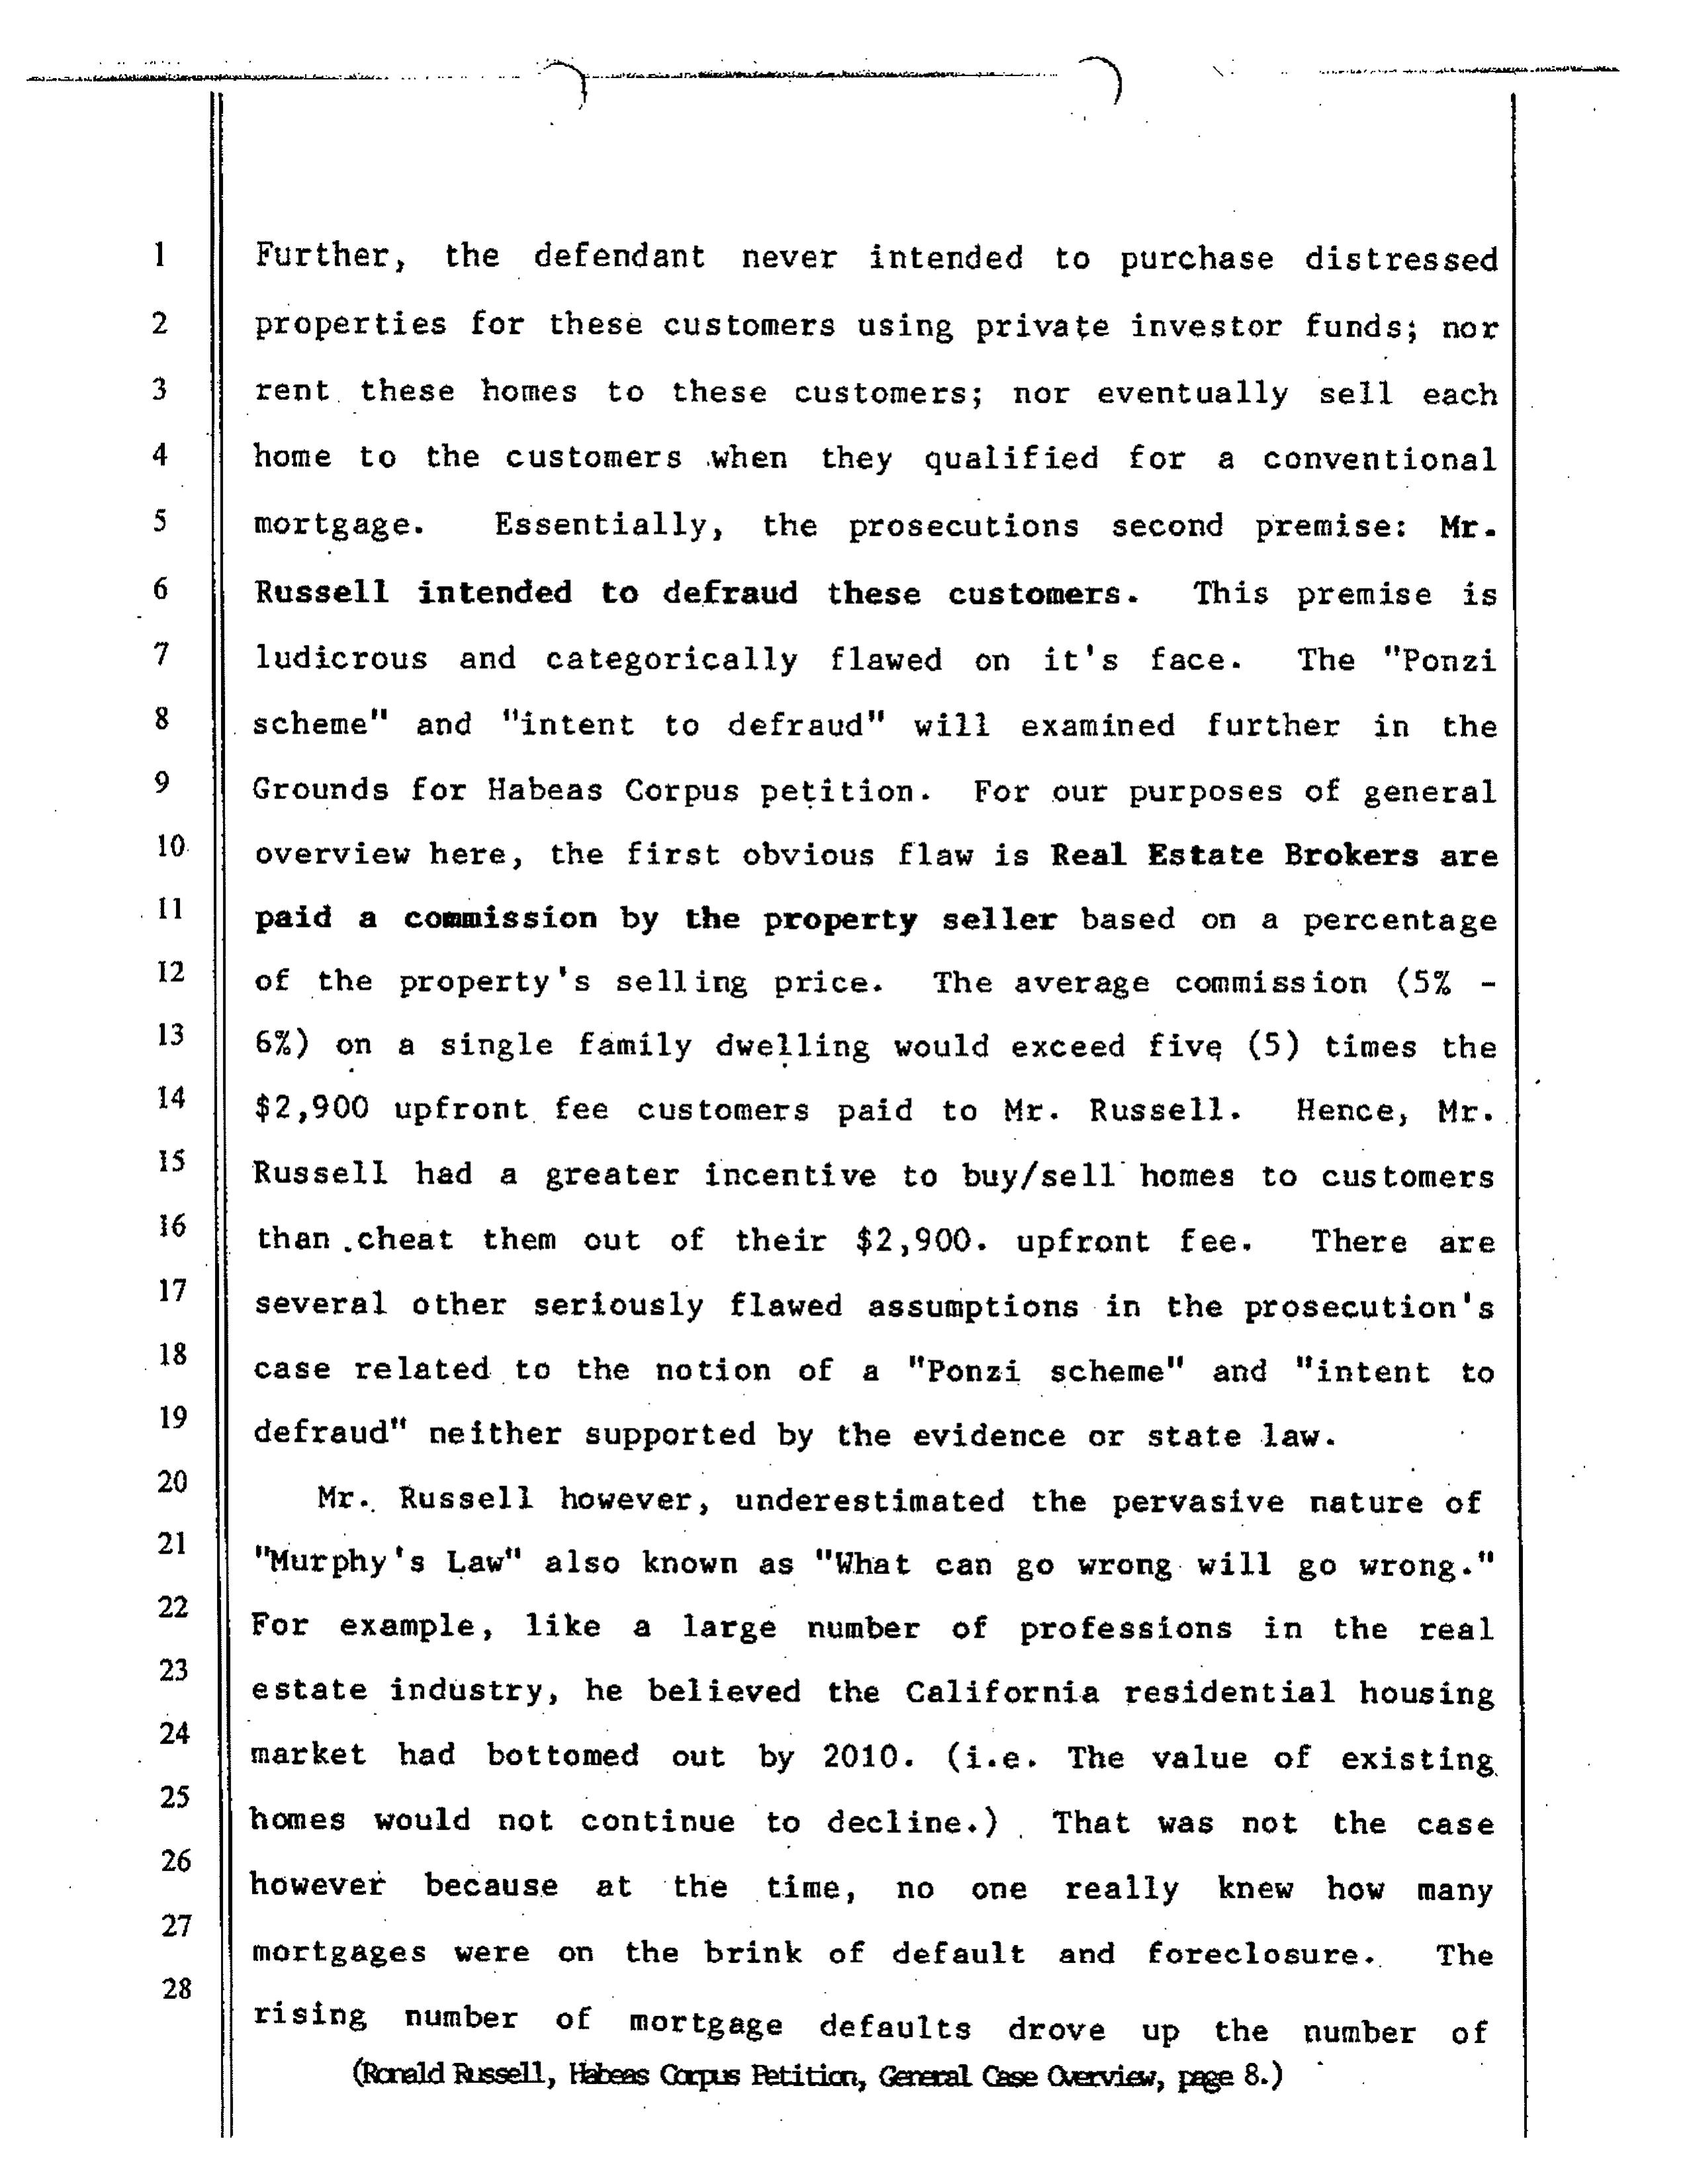 1 Further, the defendant never intended to purchase distressed
2 properties for these customers using private investor funds; nor
3 rent these homes to these customers; nor eventually sell each
4 home to the customers when they qualified for a conventional
5 mortgage. Essentially, the prosecutions second premise: Mr.
6 Russell intended to defraud these customers. This premise is
7 ludicrous and categorically flawed on it's face. The "Ponzi
8 scheme" and "intent to defraud" will examined further in the
9 Grounds for Habeas Corpus petition. For our purposes of general
10 overview here, the first obvious flaw is Real Estate Brokers are
11 paid a commission by the property seller based on a percentage
12 of the property's selling price. The average commission (5% -
13 6%) on a single family dwelling would exceed five (5) times the
14 $2,900 upfront fee customers paid to Mr. Russell. Hence, Mr.
15 Russell had a greater incentive to buy/sell homes to customers
16 than cheat them out of their $2,900. upfront fee. There are
17 several other seriously flawed assumptions in the prosecution's
18 case related to the notion of a "Ponzi scheme" and "intent to
19 defraud" neither supported by the evidence or state law.
20 Mr. Russell however, underestimated the pervasive nature of
21 "Murphy's Law" also known as "What can go wrong will go wrong."
22 For example, like a large number of professions in the real
23 estate industry, he believed the California residential housing
24 market had bottomed out by 2010. (i.e. The value of existing
25 homes would not continue to decline.) That was not the case
26 however because at the time, no one really knew how many
27 mortgages were on the brink of default and foreclosure. The
28 rising number of mortgage defaults drove up the number of
(Ronald Russell, Habeas Corpus Petition, General Case Overview, page 8.)